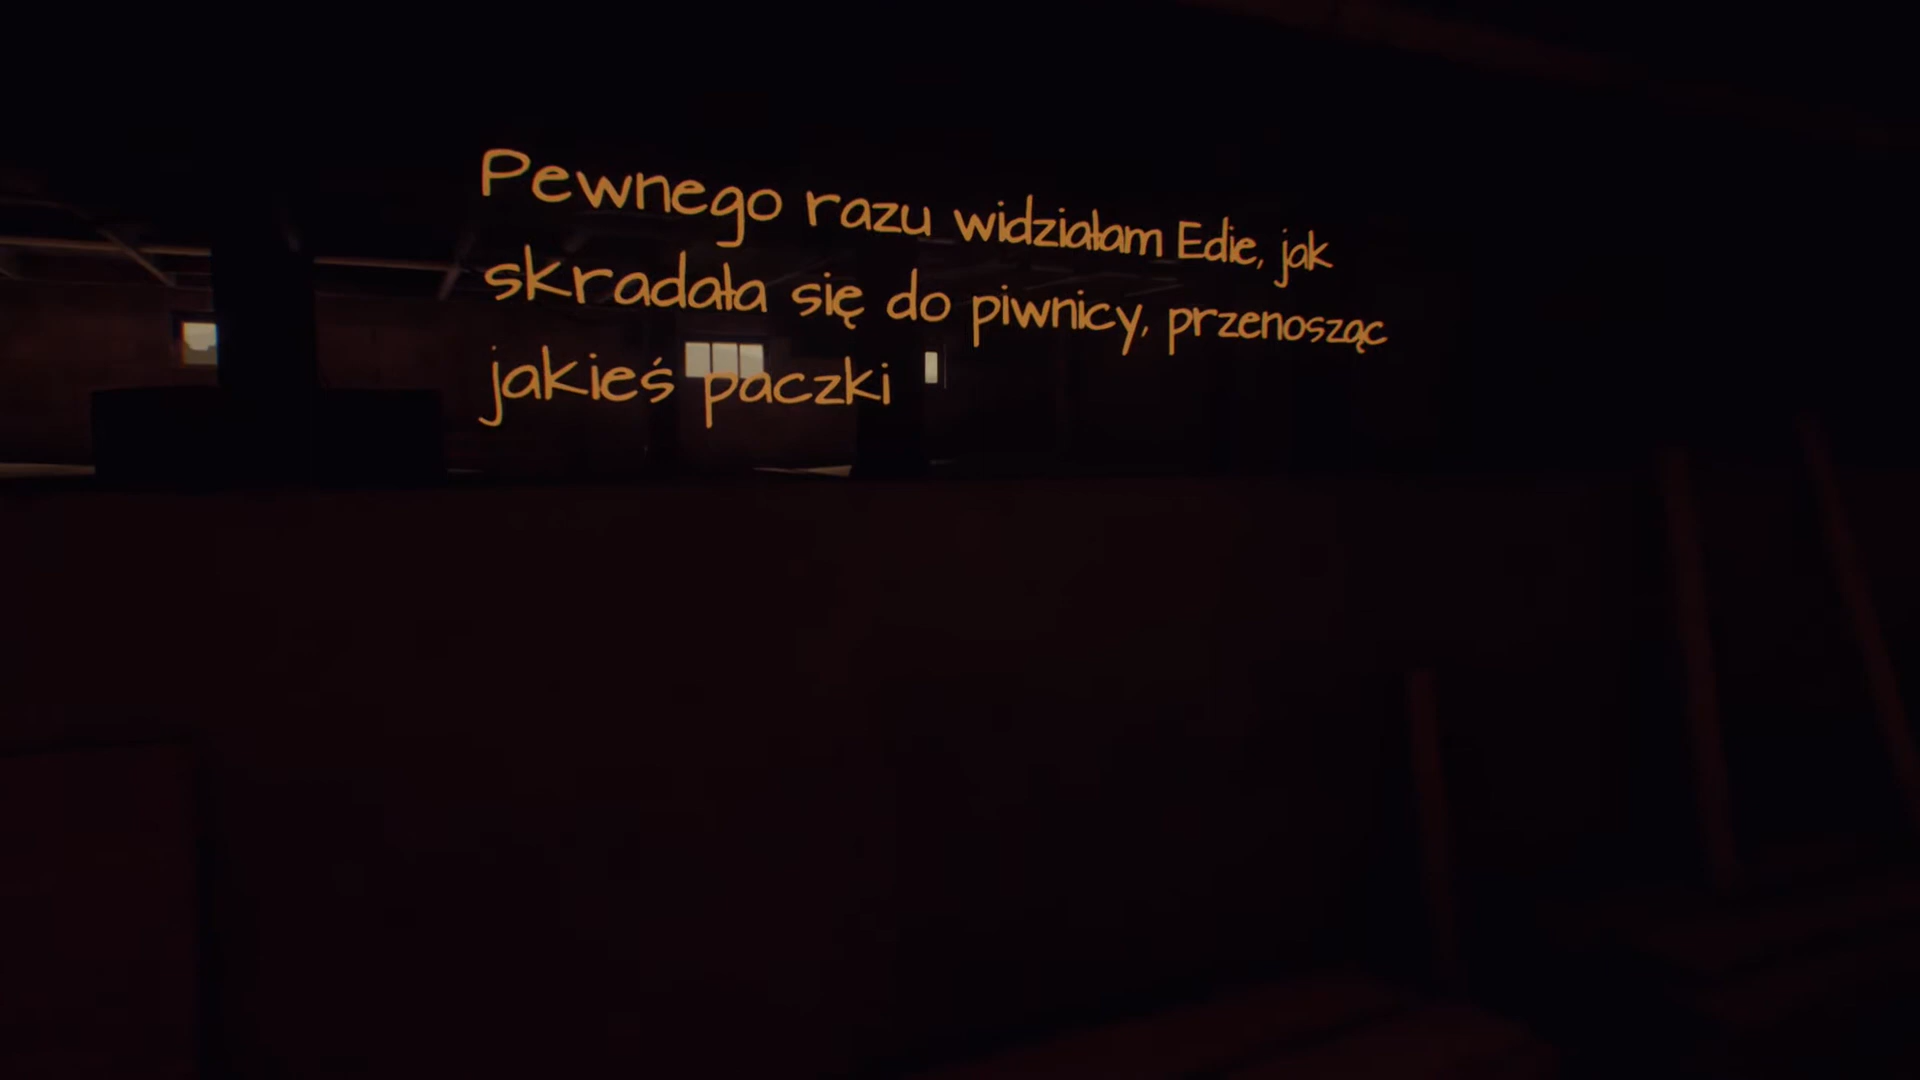 Pewnego razu widziałam Edie, jak
skradała się do piwnicy, przenosząc
jakieś paczki